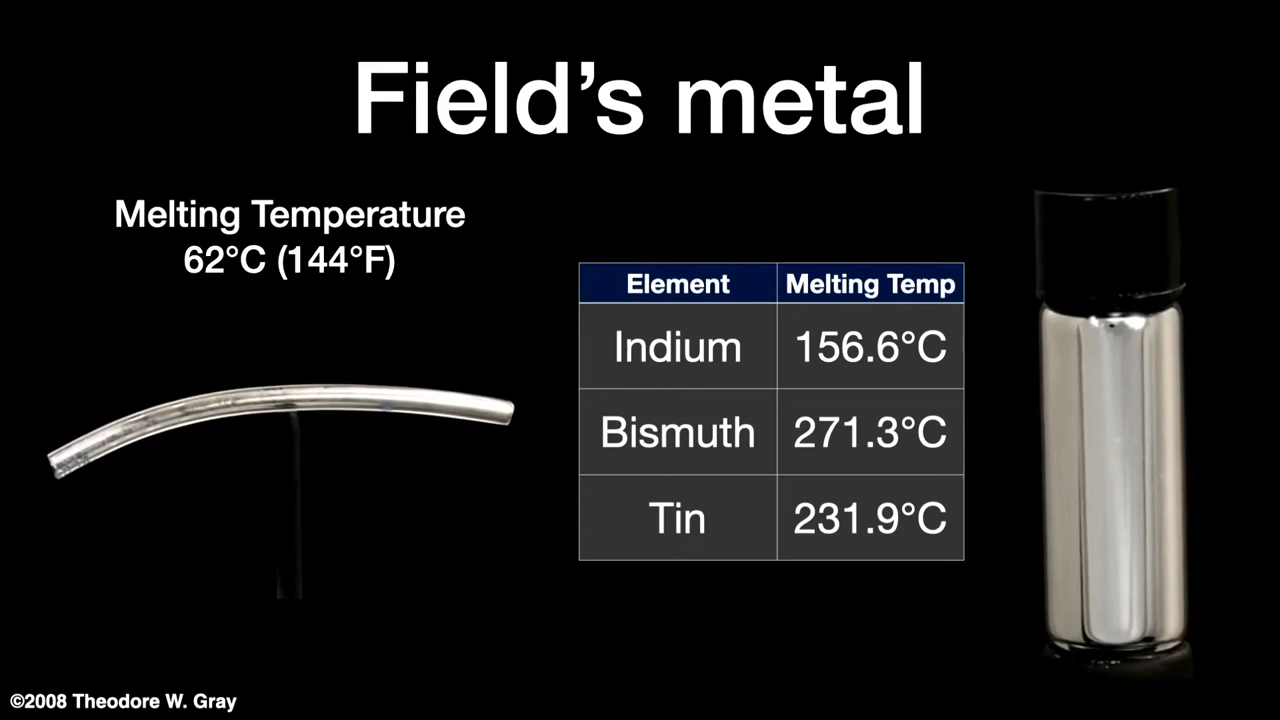 Field’s metal
Melting Temperature
62°C (144°F)
Element Melting Temp
Indium 156.6°C
Bismuth 271.3°C
Tin 231.9°C
©2008 Theodore W. Gray